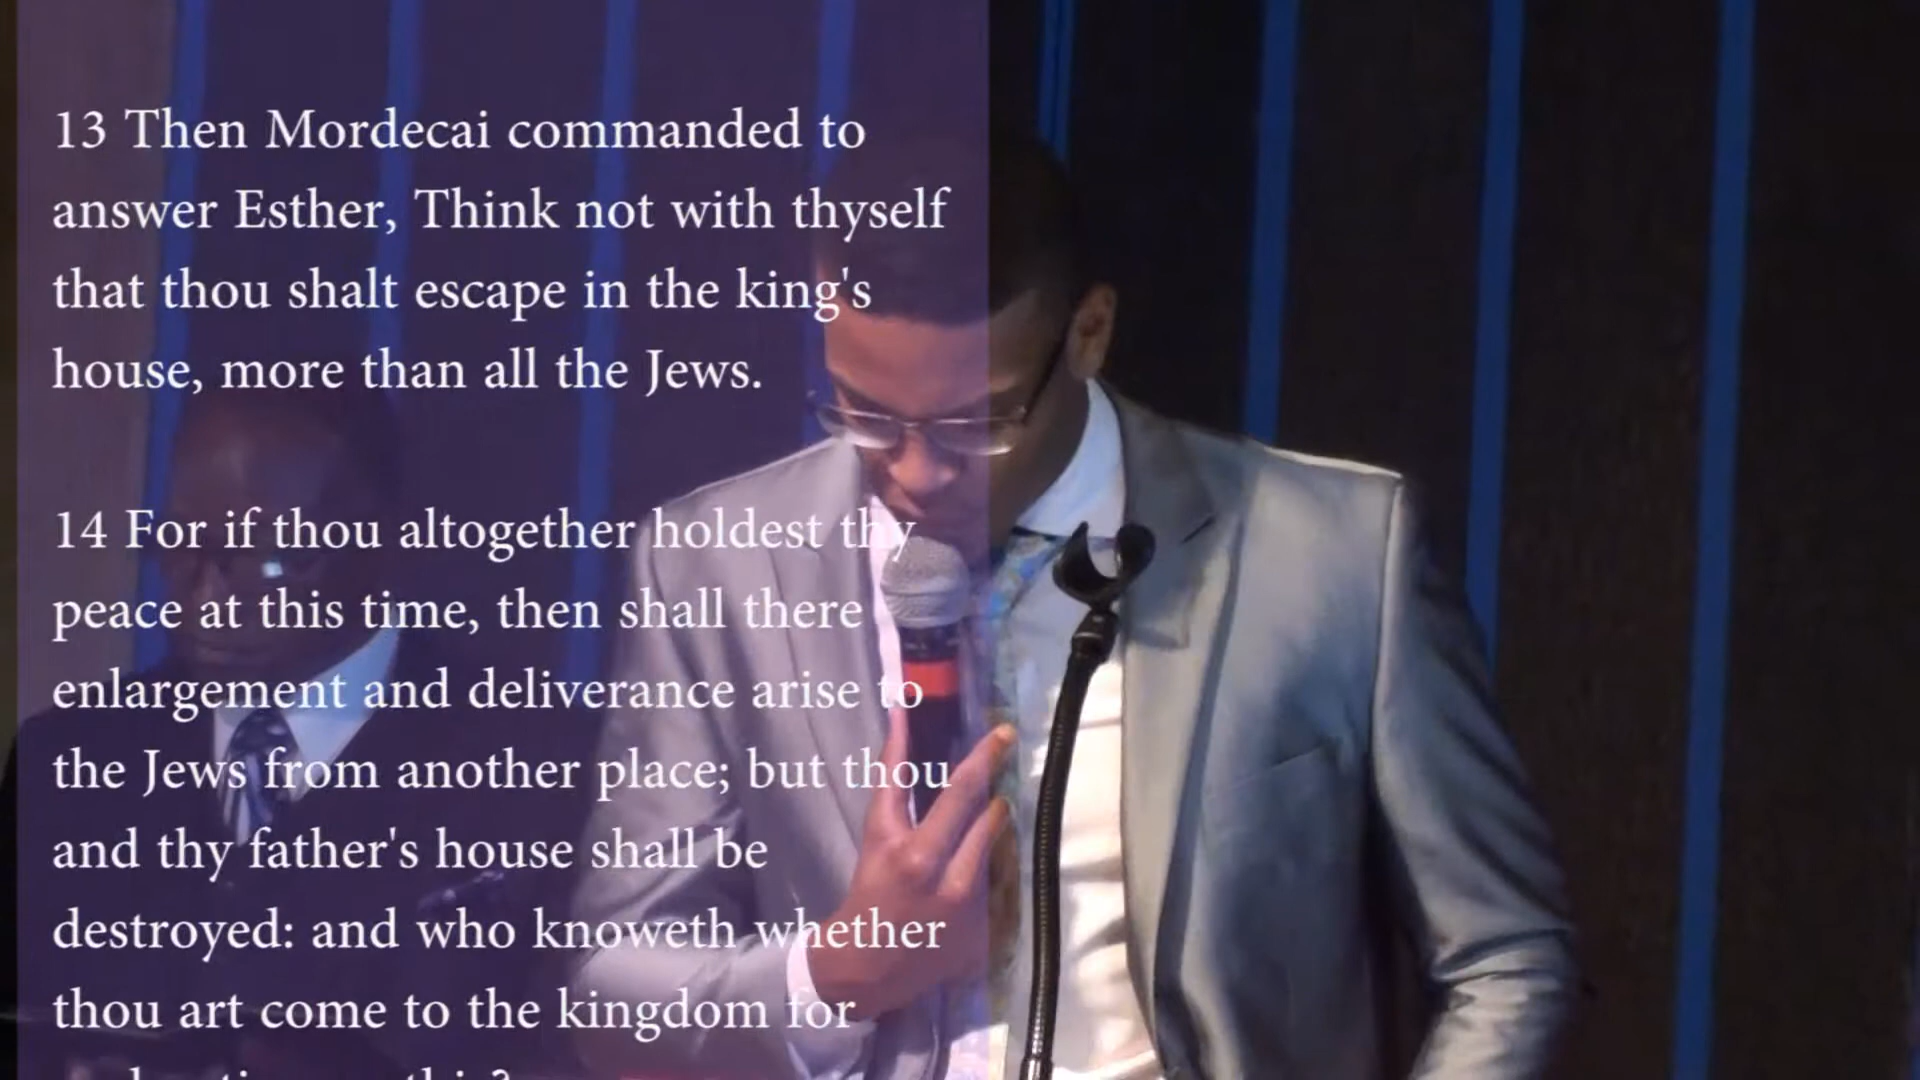 13 Then Mordecai commanded to
answer Esther, Think not with thyself
that thou shalt escape in the king's
house, more than all the Jews.
14 For if thou altogether holdest thy
peace at this time, then shall there
enlargement and deliverance arise to
the Jews from another place; but thou
and thy father's house shall be
destroyed: and who knoweth whether
thou art come to the kingdom for